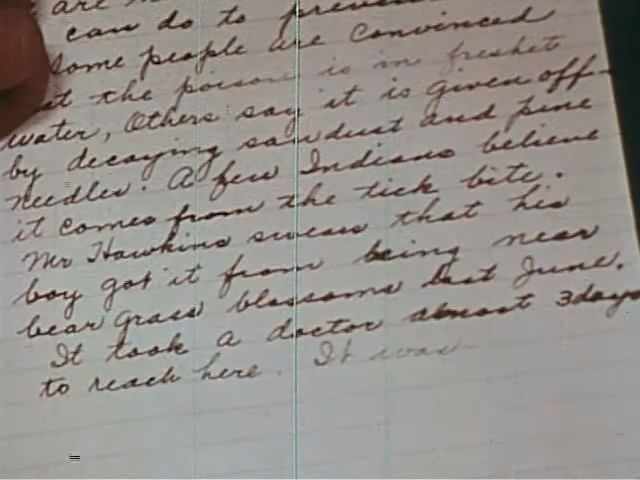 are
can do to preven
Some people are convinced
at the poison is in freshet
water, Others say it is given off
by decaying sawdust and pine
needles. A few Indians believe
it comes from the tick bite.
Mr Hawkins swears that his
boy got it from being near
bear grass blossoms last June.
It took a doctor almost 3 days
to reach here. It was